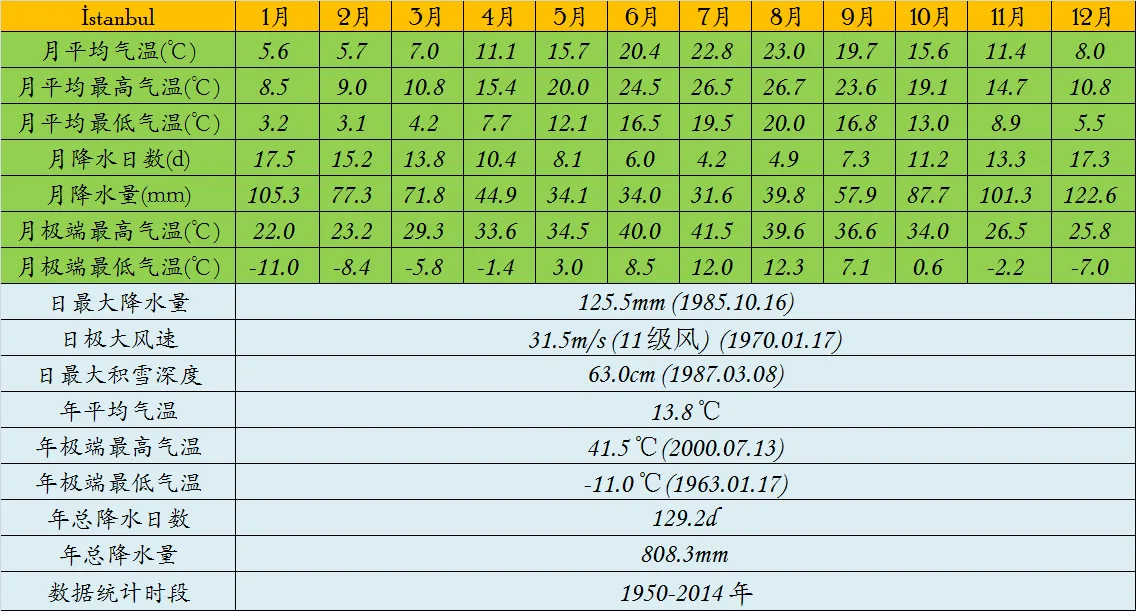 İstanbul 1月 2月 3月 4月 5月 6月 7月 8月 9月 10月 11月 12月
月平均气温(℃) 5.6 5.7 7.0 11.1 15.7 20.4 22.8 23.0 19.7 15.6 11.4 8.0
月平均最高气温(℃) 8.5 9.0 10.8 15.4 20.0 24.5 26.5 26.7 23.6 19.1 14.7 10.8
月平均最低气温(℃) 3.2 3.1 4.2 7.7 12.1 16.5 19.5 20.0 16.8 13.0 8.9 5.5
月降水日数(d) 17.5 15.2 13.8 10.4 8.1 6.0 4.2 4.9 7.3 11.2 13.3 17.3
月降水量(mm) 105.3 77.3 71.8 44.9 34.1 34.0 31.6 39.8 57.9 87.7 101.3 122.6
月极端最高气温(℃) 22.0 23.2 29.3 33.6 34.5 40.0 41.5 39.6 36.6 34.0 26.5 25.8
月极端最低气温(℃) -11.0 -8.4 -5.8 -1.4 3.0 8.5 12.0 12.3 7.1 0.6 -2.2 -7.0
日最大降水量 125.5mm (1985.10.16)
日极大风速 31.5m/s (11级风) (1970.01.17)
日最大积雪深度 63.0cm (1987.03.08)
年平均气温 13.8℃
年极端最高气温 41.5℃(2000.07.13)
年极端最低气温 -11.0℃(1963.01.17)
年总降水日数 129.2d
年总降水量 808.3mm
数据统计时段 1950-2014年